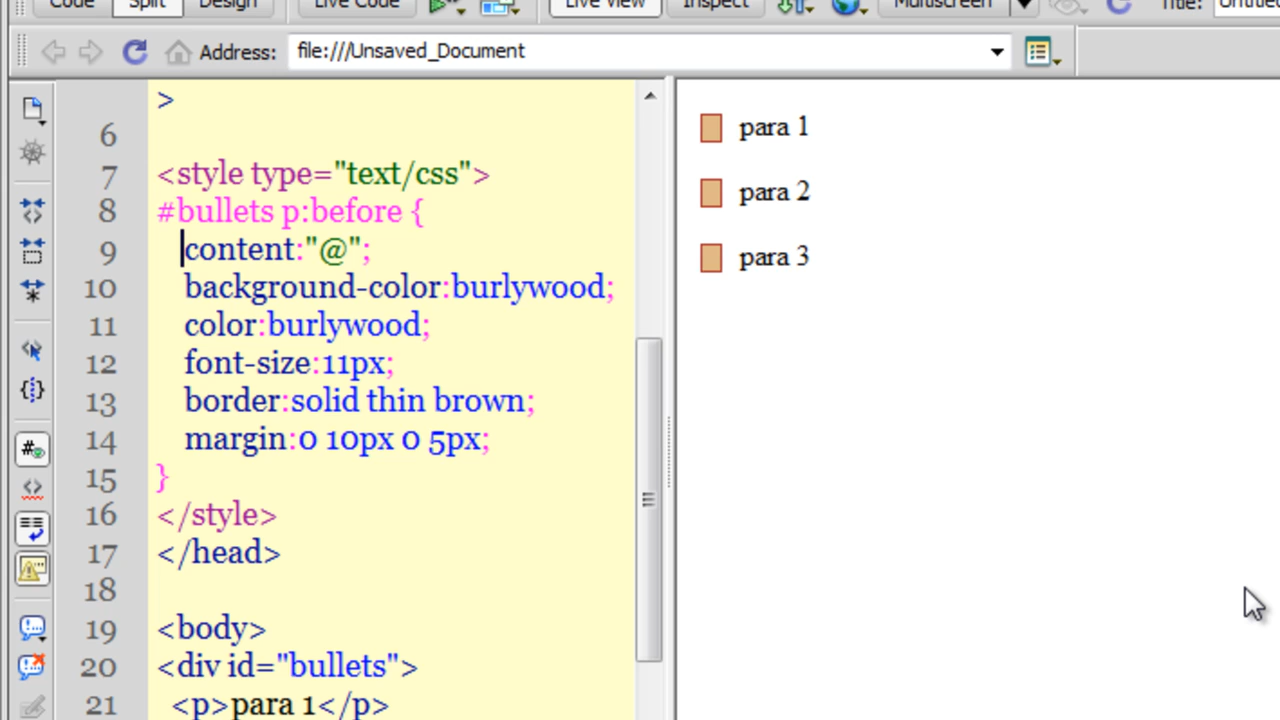 Code Split Design Live Code Live View Inspect Multiscreen Title:
Address: file:///Unsaved_Document
>
6
7 <style type="text/css">
8 #bullets p:before {
9 content:"@";
10 background-color:burlywood;
11 color:burlywood;
12 font-size:11px;
13 border:solid thin brown;
14 margin:0 10px 0 5px;
15 }
16 </style>
17 </head>
18
19 <body>
20 <div id="bullets">
21 <p>para 1</p>
para 1
para 2
para 3